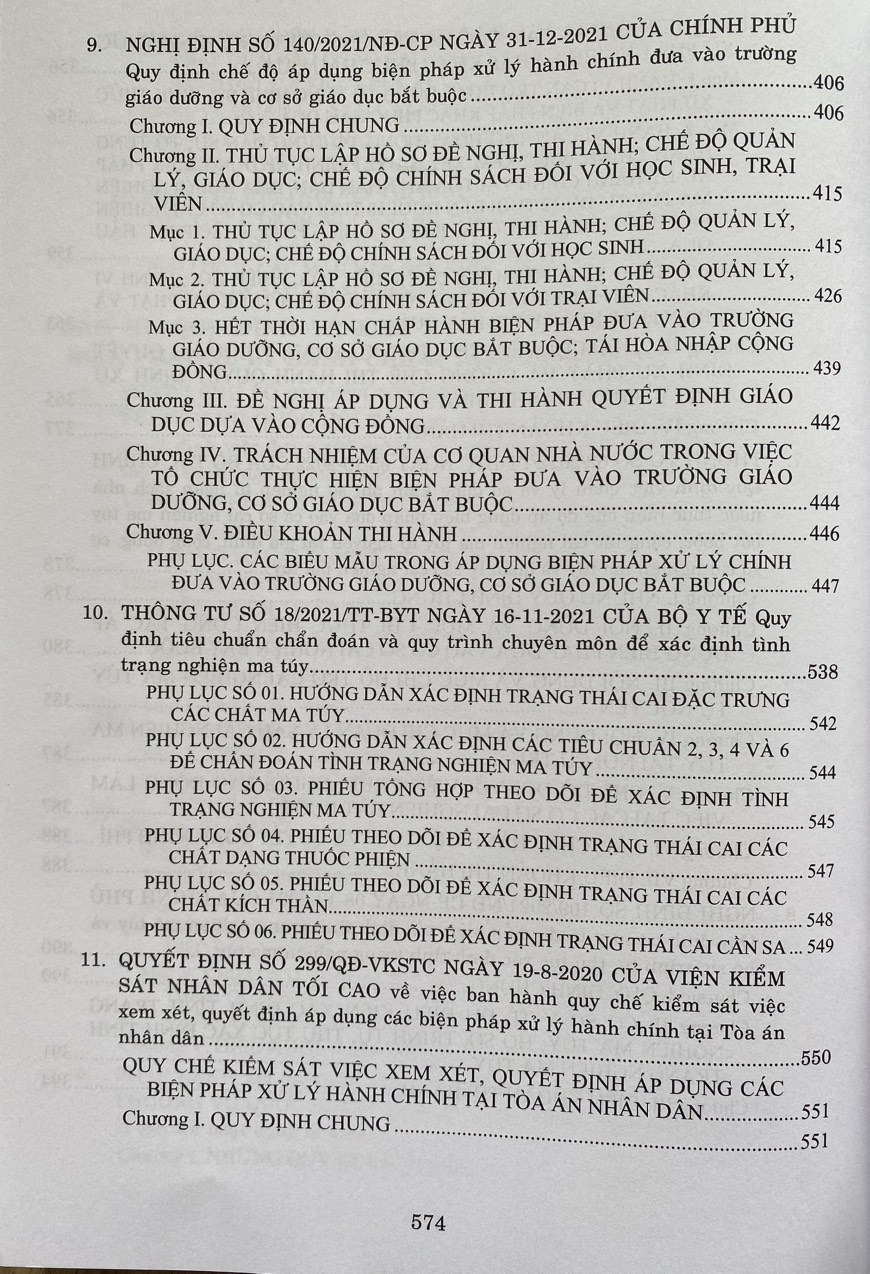 9. NGHỊ ĐỊNH SỐ 140/2021/NĐ-CP NGÀY 31-12-2021 CỦA CHÍNH PHỦ
Quy định chế độ áp dụng biện pháp xử lý hành chính đưa vào trường
giáo dưỡng và cơ sở giáo dục bắt buộc ... 406
Chương I. QUY ĐỊNH CHUNG ... 406
Chương II. THỦ TỤC LẬP HỒ SƠ ĐỀ NGHỊ, THI HÀNH; CHẾ ĐỘ QUẢN
LÝ, GIÁO DỤC; CHẾ ĐỘ CHÍNH SÁCH ĐỐI VỚI HỌC SINH, TRẠI
VIÊN ... 415
Mục 1. THỦ TỤC LẬP HỒ SƠ ĐỀ NGHỊ, THI HÀNH; CHẾ ĐỘ QUẢN LÝ,
GIÁO DỤC; CHẾ ĐỘ CHÍNH SÁCH ĐỐI VỚI HỌC SINH ... 415
Mục 2. THỦ TỤC LẬP HỒ SƠ ĐỀ NGHỊ, THI HÀNH; CHẾ ĐỘ QUẢN LÝ,
GIÁO DỤC; CHẾ ĐỘ CHÍNH SÁCH ĐỐI VỚI TRẠI VIÊN ... 426
Mục 3. HẾT THỜI HẠN CHẤP HÀNH BIỆN PHÁP ĐƯA VÀO TRƯỜNG
GIÁO DƯỠNG, CƠ SỞ GIÁO DỤC BẮT BUỘC; TÁI HÒA NHẬP CỘNG
ĐỒNG ... 439
Chương III. ĐỀ NGHỊ ÁP DỤNG VÀ THI HÀNH QUYẾT ĐỊNH GIÁO
DỤC DỰA VÀO CỘNG ĐỒNG ... 442
Chương IV. TRÁCH NHIỆM CỦA CƠ QUAN NHÀ NƯỚC TRONG VIỆC
TỔ CHỨC THỰC HIỆN BIỆN PHÁP ĐƯA VÀO TRƯỜNG GIÁO
DƯỠNG, CƠ SỞ GIÁO DỤC BẮT BUỘC ... 444
Chương V. ĐIỀU KHOẢN THI HÀNH ... 446
PHỤ LỤC. CÁC BIỂU MẪU TRONG ÁP DỤNG BIỆN PHÁP XỬ LÝ CHÍNH
ĐƯA VÀO TRƯỜNG GIÁO DƯỠNG, CƠ SỞ GIÁO DỤC BẮT BUỘC ... 447
10. THÔNG TƯ SỐ 18/2021/TT-BYT NGÀY 16-11-2021 CỦA BỘ Y TẾ Quy
định tiêu chuẩn chẩn đoán và quy trình chuyên môn để xác định tình
trạng nghiện ma túy ... 538
PHỤ LỤC SỐ 01. HƯỚNG DẪN XÁC ĐỊNH TRẠNG THÁI CAI ĐẶC TRƯNG
CÁC CHẤT MA TÚY ... 542
PHỤ LỤC SỐ 02. HƯỚNG DẪN XÁC ĐỊNH CÁC TIÊU CHUẨN 2, 3, 4 VÀ 6
ĐỂ CHẨN ĐOÁN TÌNH TRẠNG NGHIỆN MA TÚY ... 544
PHỤ LỤC SỐ 03. PHIẾU TỔNG HỢP THEO DÕI ĐỂ XÁC ĐỊNH TÌNH
TRẠNG NGHIỆN MA TÚY ... 545
PHỤ LỤC SỐ 04. PHIẾU THEO DÕI ĐỂ XÁC ĐỊNH TRẠNG THÁI CAI CÁC
CHẤT DẠNG THUỐC PHIỆN ... 547
PHỤ LỤC SỐ 05. PHIẾU THEO DÕI ĐỂ XÁC ĐỊNH TRẠNG THÁI CAI CÁC
CHẤT KÍCH THẦN ... 548
PHỤ LỤC SỐ 06. PHIẾU THEO DÕI ĐỂ XÁC ĐỊNH TRẠNG THÁI CAI CẦN SA ... 549
11. QUYẾT ĐỊNH SỐ 299/QĐ-VKSTC NGÀY 19-8-2020 CỦA VIỆN KIỂM
SÁT NHÂN DÂN TỐI CAO về việc ban hành quy chế kiểm sát việc
xem xét, quyết định áp dụng các biện pháp xử lý hành chính tại Tòa án
nhân dân ... 550
QUY CHẾ KIỂM SÁT VIỆC XEM XÉT, QUYẾT ĐỊNH ÁP DỤNG CÁC
BIỆN PHÁP XỬ LÝ HÀNH CHÍNH TẠI TÒA ÁN NHÂN DÂN ... 551
Chương I. QUY ĐỊNH CHUNG ... 551
574